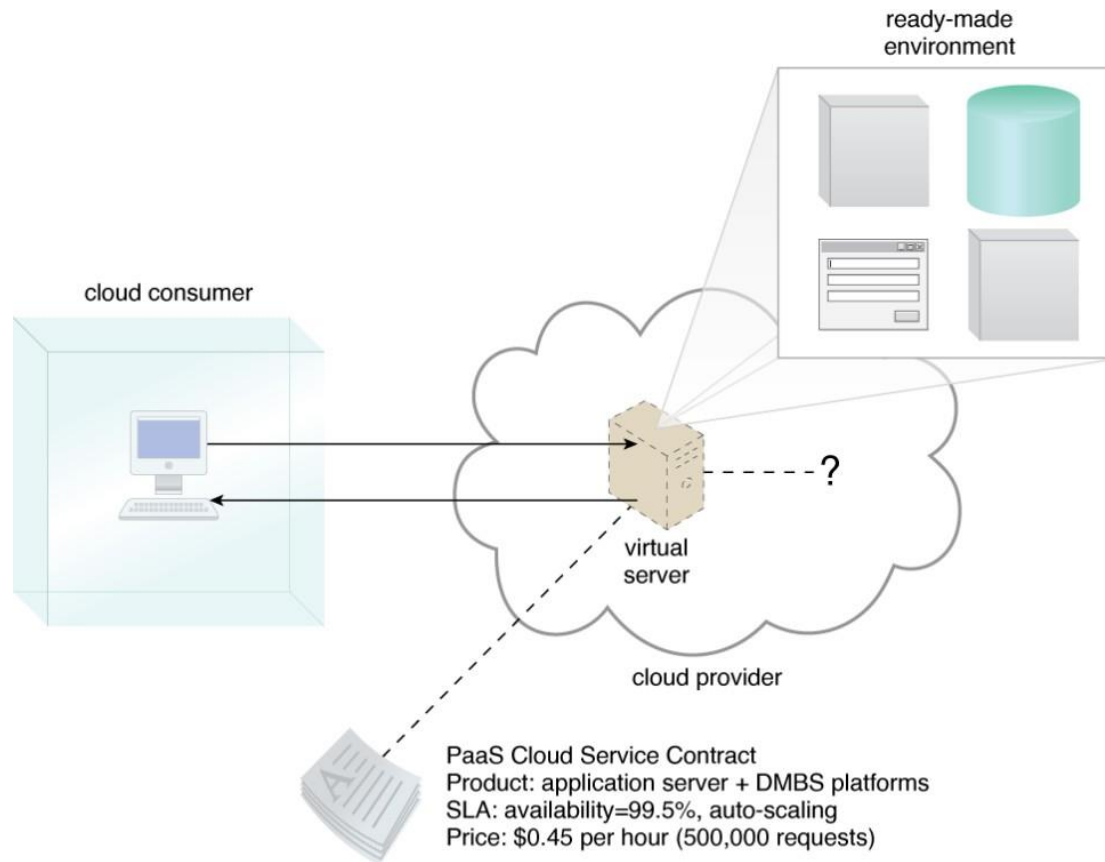 ready-made
environment
cloud consumer
?
virtual
server
cloud provider
A
PaaS Cloud Service Contract
Product: application server + DMBS platforms
SLA: availability=99.5%, auto-scaling
Price: $0.45 per hour (500,000 requests)